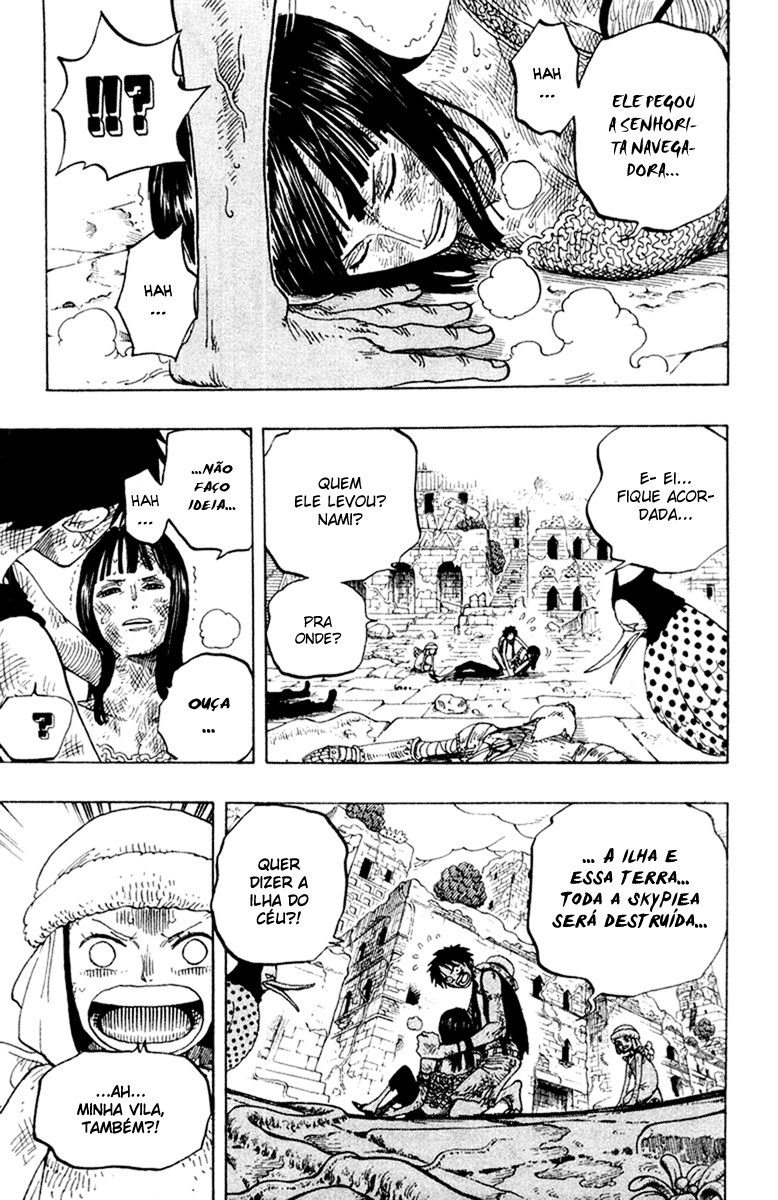 ELE PEGOU
A SENHORI-
TA NAVEGA-
DORA...
HAH
...
!!?
HAH
...
E- EI...
FIQUE ACOR-
DADA...
QUEM
ELE LEVOU?
NAMI?
PRA
ONDE?
...NÃO
FAÇO
IDEIA...
HAH
...
OUÇA
...
?
... A ILHA E
ESSA TERRA...
TODA A SKYPIEA
SERÁ DESTRUÍDA...
QUER
DIZER A
ILHA DO
CÉU?!
...AH...
MINHA VILA,
TAMBÉM?!